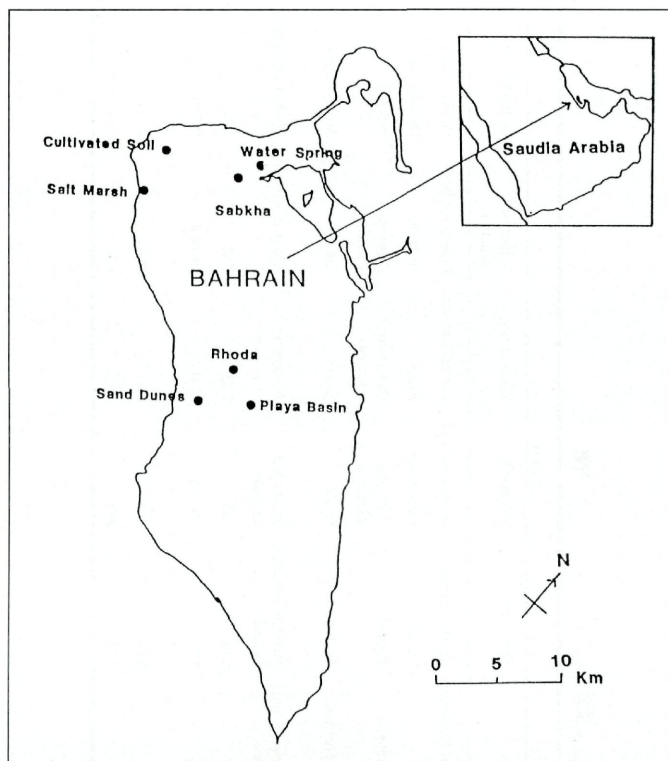 Cultivated Soil
Water Spring
Saudia Arabia
Salt Marsh
Sabkha
BAHRAIN
Rhoda
Sand Dunes
Playa Basin
N
0 5 10
Km